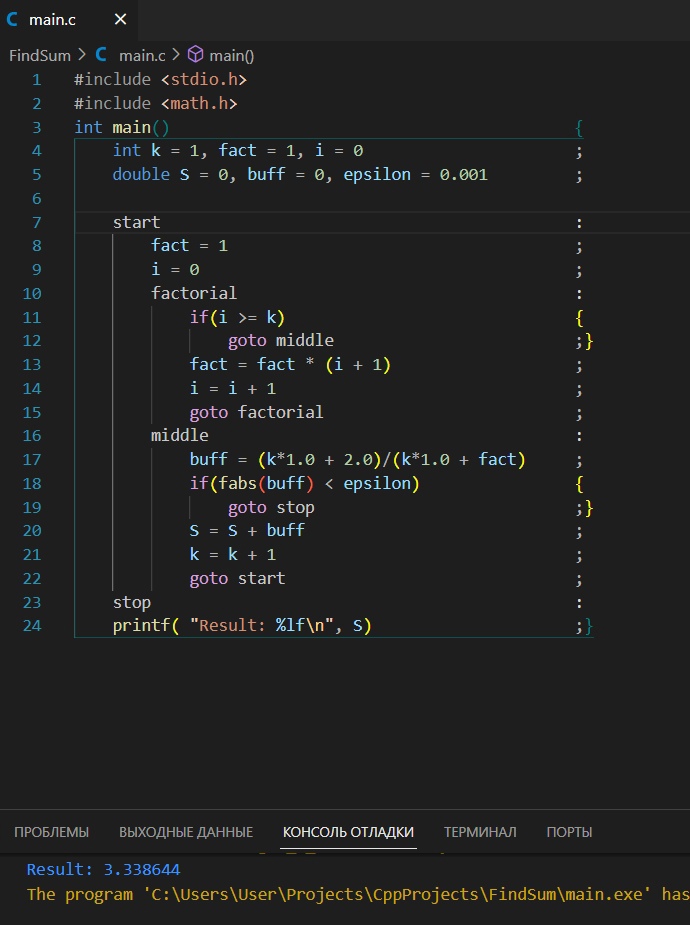 main.c
FindSum > main.c > main()
1 #include <stdio.h>
2 #include <math.h>
3 int main() {
4 int k = 1, fact = 1, i = 0 ;
5 double S = 0, buff = 0, epsilon = 0.001 ;
6
7 start :
8 fact = 1 ;
9 i = 0 ;
10 factorial :
11 if(i >= k) {
12 goto middle ;}
13 fact = fact * (i + 1) ;
14 i = i + 1 ;
15 goto factorial ;
16 middle :
17 buff = (k*1.0 + 2.0)/(k*1.0 + fact) ;
18 if(fabs(buff) < epsilon) {
19 goto stop ;}
20 S = S + buff ;
21 k = k + 1 ;
22 goto start ;
23 stop :
24 printf( "Result: %lf\n", S) ;}
ПРОБЛЕМЫ ВЫХОДНЫЕ ДАННЫЕ КОНСОЛЬ ОТЛАДКИ ТЕРМИНАЛ ПОРТЫ
Result: 3.338644
The program 'C:\Users\User\Projects\CppProjects\FindSum\main.exe' has